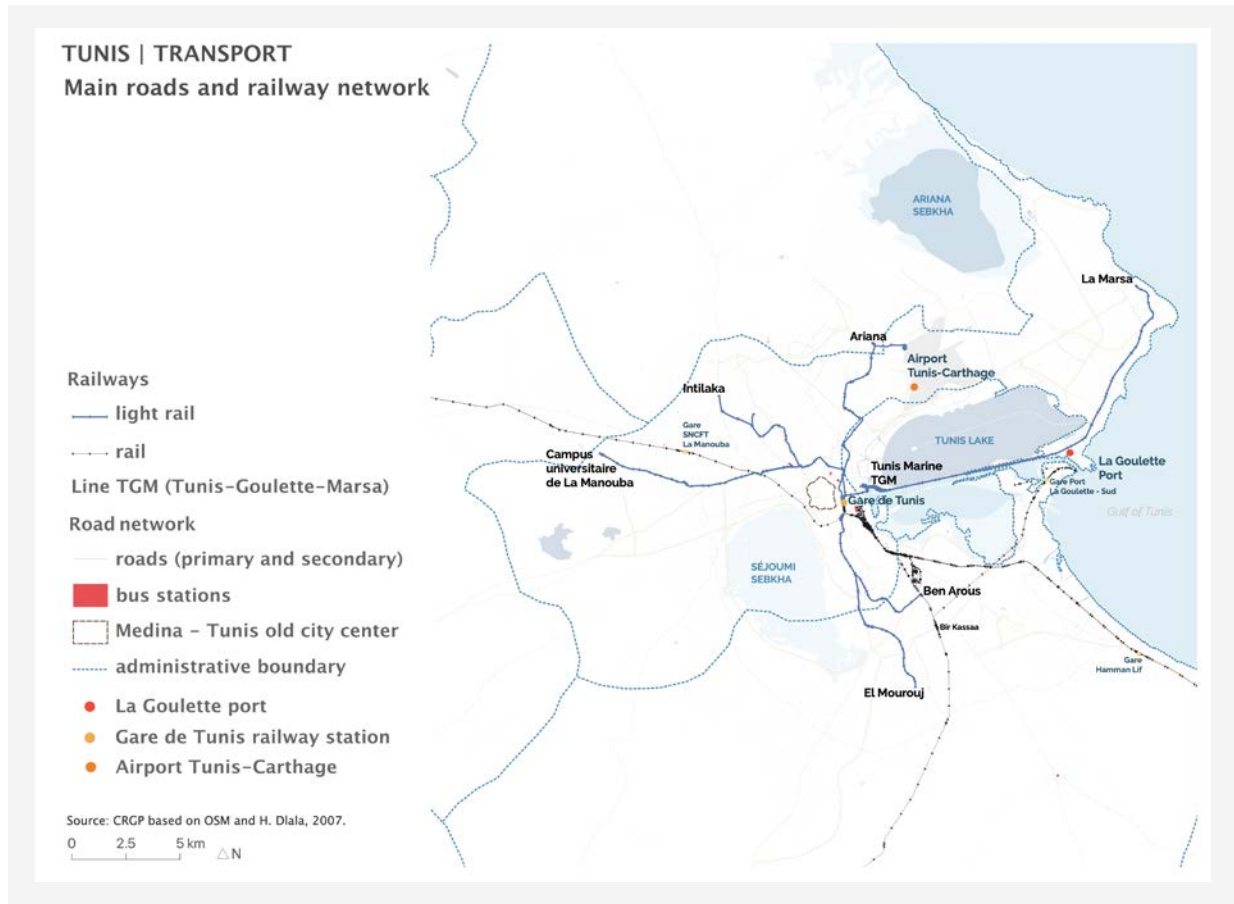 TUNIS | TRANSPORT
Main roads and railway network
Railways
light rail
rail
Line TGM (Tunis-Goulette-Marsa)
Road network
roads (primary and secondary)
bus stations
Medina - Tunis old city center
administrative boundary
La Goulette port
Gare de Tunis railway station
Airport Tunis-Carthage
Source: CRGP based on OSM and H. Dlala, 2007.
0 2.5 5 km
N
ARIANA
SEBKHA
La Marsa
Ariana
Airport
Tunis-Carthage
Intilaka
Gare
SNCFT
La Manouba
TUNIS LAKE
Campus
universitaire
de La Manouba
Tunis Marine
TGM
La Goulette
Port
Gare Port
La Goulette - Sud
Gare de Tunis
Gulf of Tunis
SÉJOUMI
SEBKHA
Ben Arous
Bir Kassaa
Gare
Hamman Lif
El Mourouj